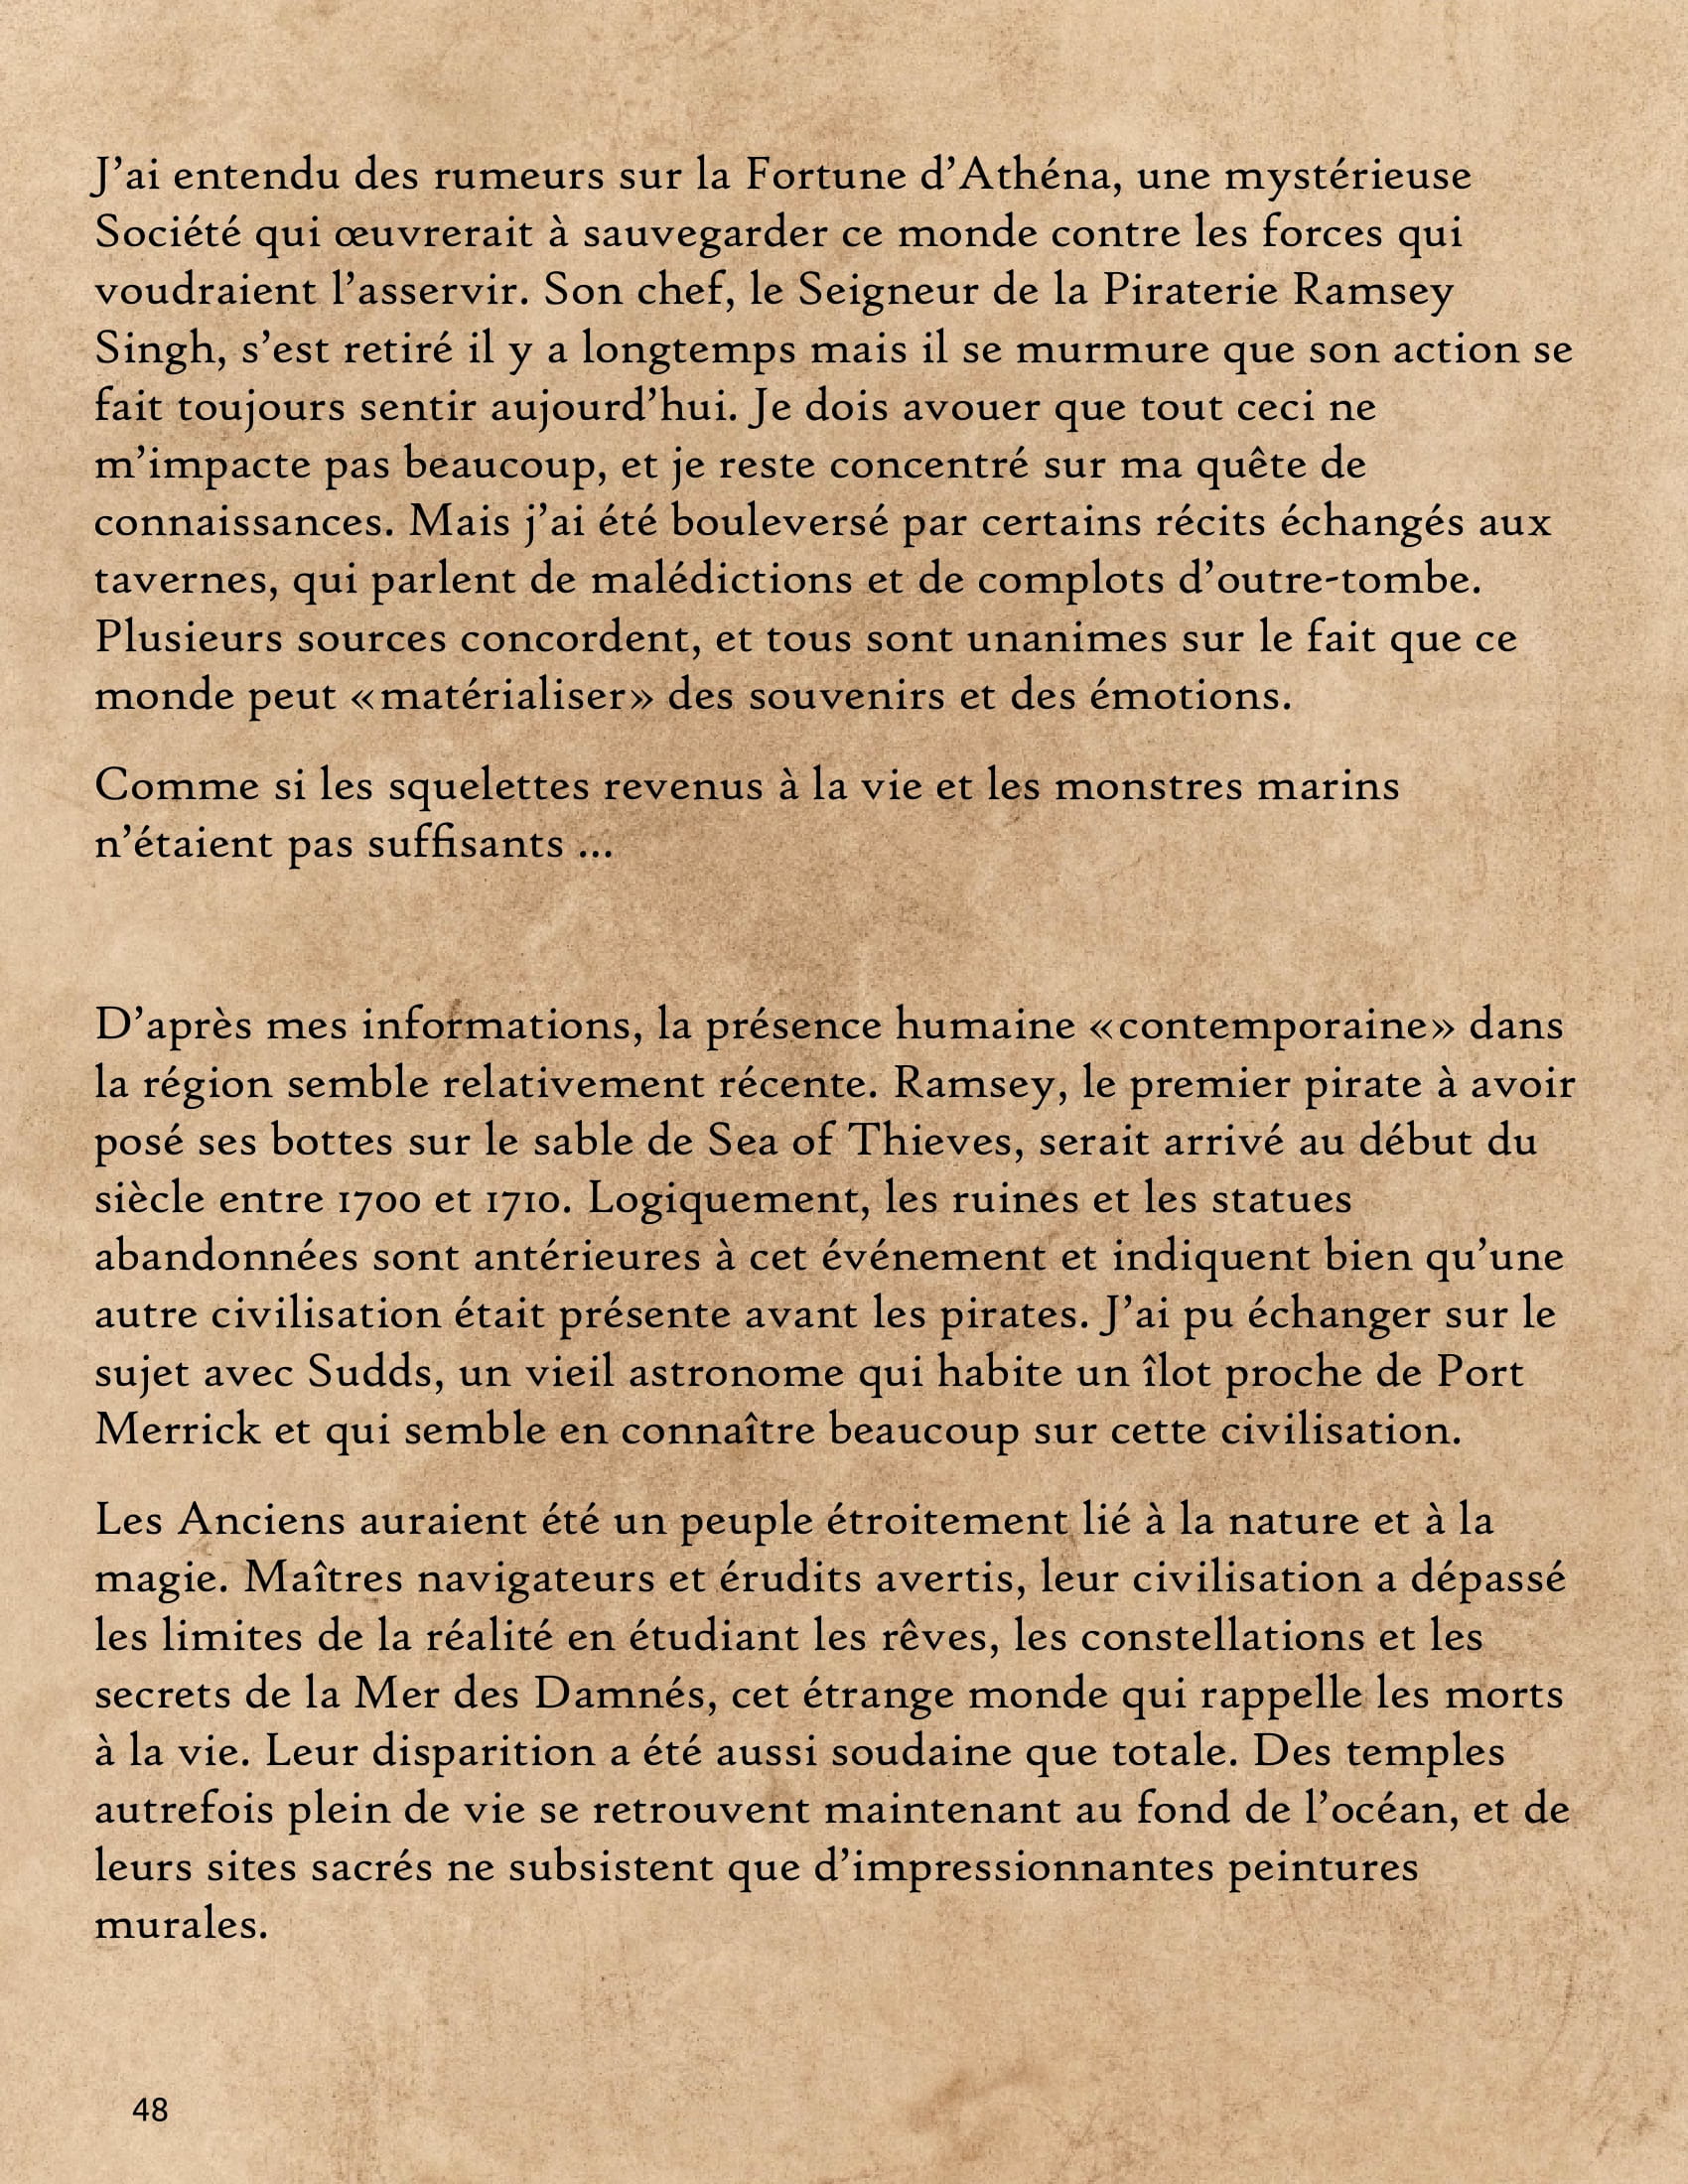 J’ai entendu des rumeurs sur la Fortune d’Athéna, une mystérieuse
Société qui œuvrerait à sauvegarder ce monde contre les forces qui
voudraient l’asservir. Son chef, le Seigneur de la Piraterie Ramsey
Singh, s’est retiré il y a longtemps mais il se murmure que son action se
fait toujours sentir aujourd’hui. Je dois avouer que tout ceci ne
m’impacte pas beaucoup, et je reste concentré sur ma quête de
connaissances. Mais j’ai été bouleversé par certains récits échangés aux
tavernes, qui parlent de malédictions et de complots d’outre-tombe.
Plusieurs sources concordent, et tous sont unanimes sur le fait que ce
monde peut «matérialiser» des souvenirs et des émotions.
Comme si les squelettes revenus à la vie et les monstres marins
n’étaient pas suffisants ...
D’après mes informations, la présence humaine «contemporaine» dans
la région semble relativement récente. Ramsey, le premier pirate à avoir
posé ses bottes sur le sable de Sea of Thieves, serait arrivé au début du
siècle entre 1700 et 1710. Logiquement, les ruines et les statues
abandonnées sont antérieures à cet événement et indiquent bien qu’une
autre civilisation était présente avant les pirates. J’ai pu échanger sur le
sujet avec Sudds, un vieil astronome qui habite un îlot proche de Port
Merrick et qui semble en connaître beaucoup sur cette civilisation.
Les Anciens auraient été un peuple étroitement lié à la nature et à la
magie. Maîtres navigateurs et érudits avertis, leur civilisation a dépassé
les limites de la réalité en étudiant les rêves, les constellations et les
secrets de la Mer des Damnés, cet étrange monde qui rappelle les morts
à la vie. Leur disparition a été aussi soudaine que totale. Des temples
autrefois plein de vie se retrouvent maintenant au fond de l’océan, et de
leurs sites sacrés ne subsistent que d’impressionnantes peintures
murales.
48